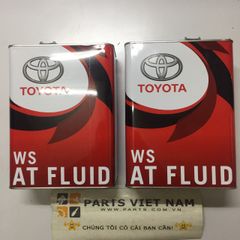 TOYOTA
WS
AT FLUID
TOYOTA
WS
AT FLUID
PARTS VIET NAM
WWW.PARTS.COM.VN
CHÚNG TÔI CÓ CÁI BẠN CẦN!